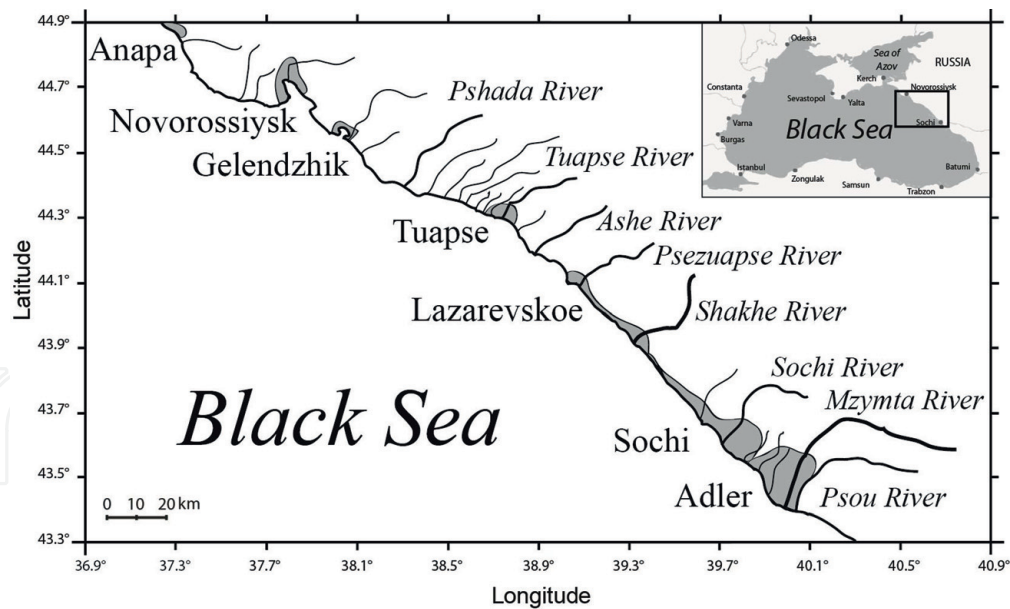 44.9°
44.7°
44.5°
44.3°
44.1°
43.9°
43.7°
43.5°
43.3°
Latitude
Anapa
Novorossiysk
Gelendzhik
Pshada River
Tuapse River
Tuapse
Ashe River
Psezuapse River
Lazarevskoe
Shakhe River
Sochi River
Mzymta River
Black Sea
Sochi
Adler
Psou River
0 10 20 km
36.9° 37.3° 37.7° 38.1° 38.5° 38.9° 39.3° 39.7° 40.1° 40.5° 40.9°
Longitude
Odessa
Sea of
Azov
RUSSIA
Kerch
Constanta
Novorossiysk
Sevastopol
Yalta
Varna
Black Sea
Sochi
Burgas
Istanbul
Zongulak
Samsun
Batumi
Trabzon